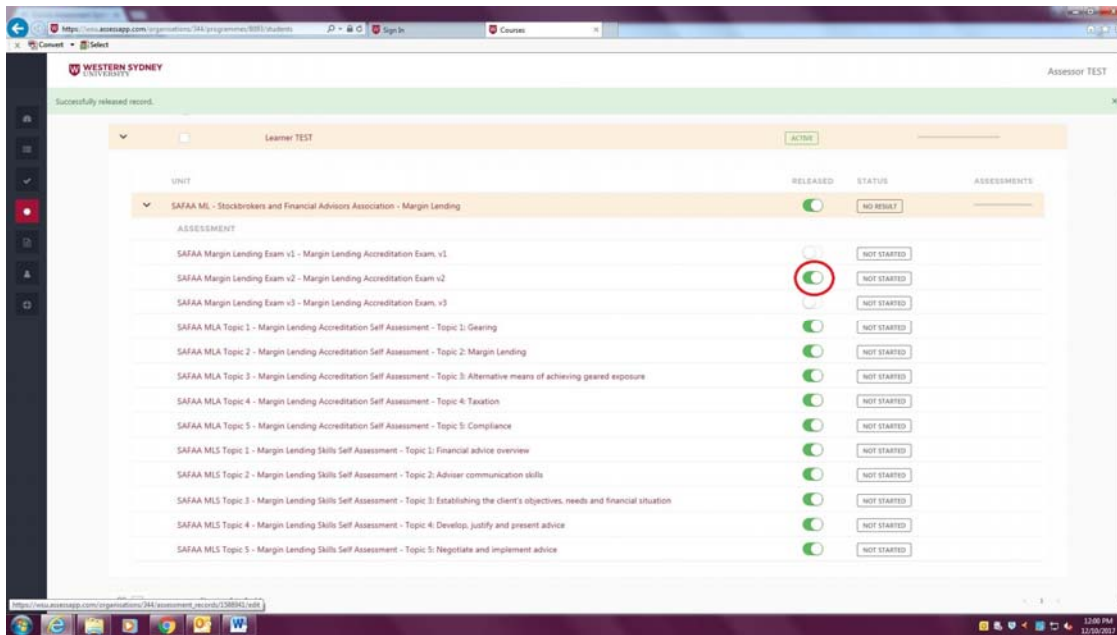 Sign In
Courses
Convert
Select
WESTERN SYDNEY
UNIVERSITY
Assessor TEST
Successfully released record.
Learner TEST
ACTIVE
UNIT RELEASED STATUS ASSESSMENTS
SAFAA ML - Stockbrokers and Financial Advisors Association - Margin Lending NO RESULT
ASSESSMENT
SAFAA Margin Lending Exam v1 - Margin Lending Accreditation Exam, v1 NOT STARTED
SAFAA Margin Lending Exam v2 - Margin Lending Accreditation Exam v2 NOT STARTED
SAFAA Margin Lending Exam v3 - Margin Lending Accreditation Exam, v3 NOT STARTED
SAFAA MLA Topic 1 - Margin Lending Accreditation Self Assessment - Topic 1: Gearing NOT STARTED
SAFAA MLA Topic 2 - Margin Lending Accreditation Self Assessment - Topic 2: Margin Lending NOT STARTED
SAFAA MLA Topic 3 - Margin Lending Accreditation Self Assessment - Topic 3: Alternative means of achieving geared exposure NOT STARTED
SAFAA MLA Topic 4 - Margin Lending Accreditation Self Assessment - Topic 4: Taxation NOT STARTED
SAFAA MLA Topic 5 - Margin Lending Accreditation Self Assessment - Topic 5: Compliance NOT STARTED
SAFAA MLS Topic 1 - Margin Lending Skills Self Assessment - Topic 1: Financial advice overview NOT STARTED
SAFAA MLS Topic 2 - Margin Lending Skills Self Assessment - Topic 2: Adviser communication skills NOT STARTED
SAFAA MLS Topic 3 - Margin Lending Skills Self Assessment - Topic 3: Establishing the client's objectives, needs and financial situation NOT STARTED
SAFAA MLS Topic 4 - Margin Lending Skills Self Assessment - Topic 4: Develop, justify and present advice NOT STARTED
SAFAA MLS Topic 5 - Margin Lending Skills Self Assessment - Topic 5: Negotiate and implement advice NOT STARTED
12:00 PM
12/10/2017